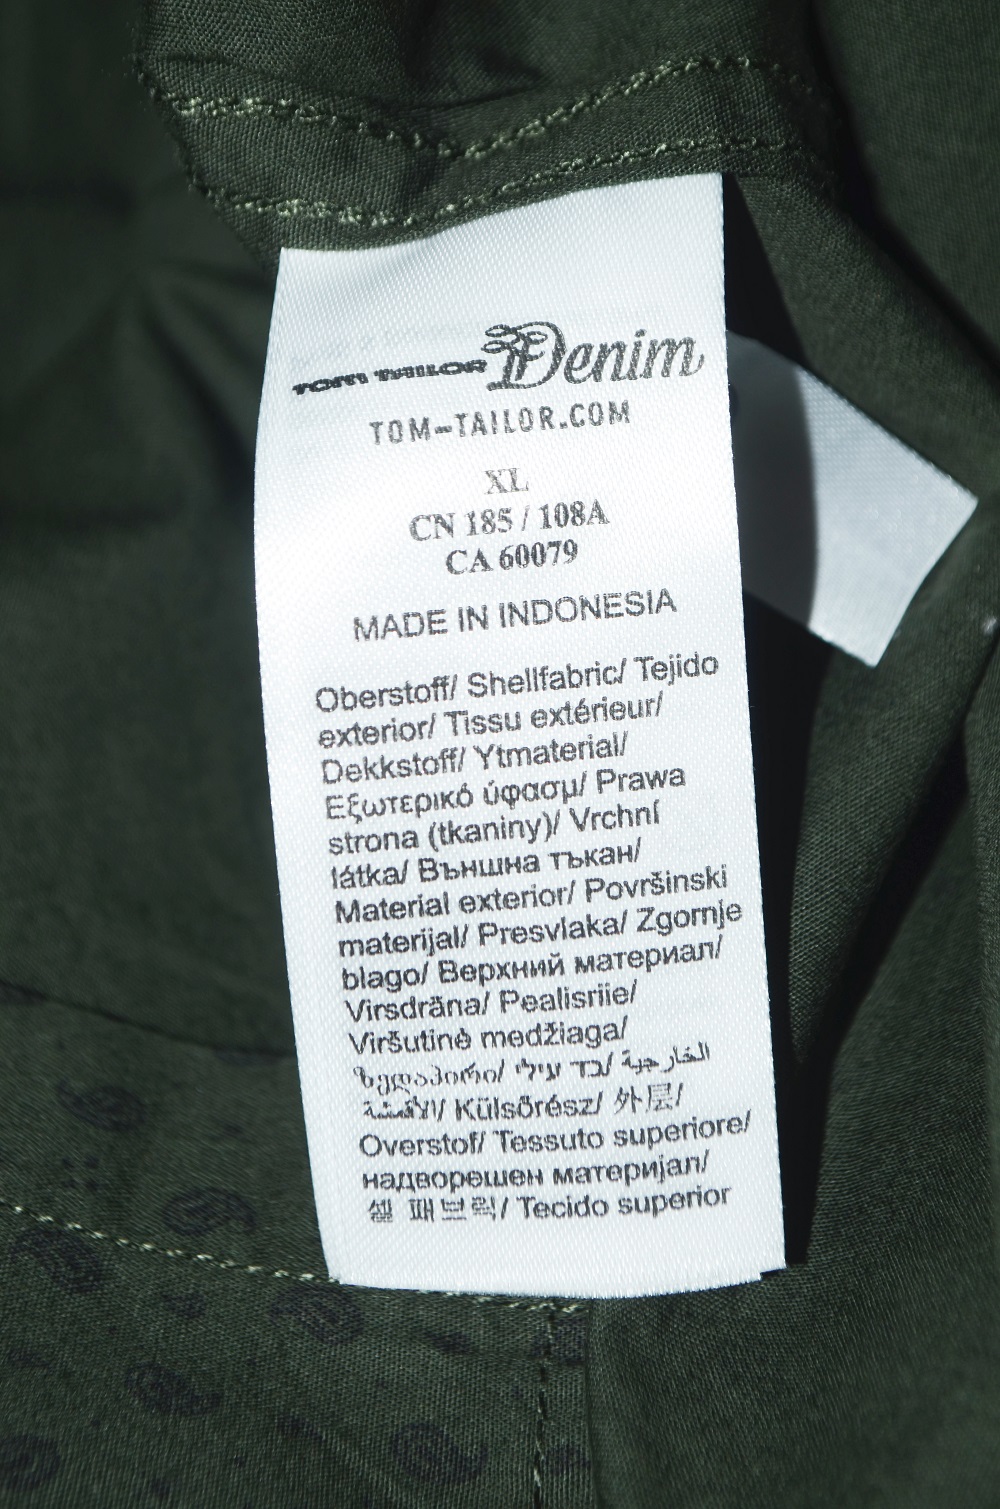 TOM TAILOR Denim
TOM-TAILOR.COM
XL
CN 185 / 108A
CA 60079
MADE IN INDONESIA
Oberstoff/ Shellfabric/ Tejido
exterior/ Tissu extérieur/
Dekkstoff/ Ytmaterial/
Εξωτερικό ύφασμ/ Prawa
strona (tkaniny)/ Vrchní
látka/ Външна тькан/
Material exterior/ Površinski
materijal/ Presvlaka/ Zgornje
blago/ Верхний материал/
Virsdrāna/ Pealisriie/
Viršutinė medžiaga/
ზედაპირი/ בד עילי/ الخارجية
الأقمشة/ Külsőrész/ 外层/
Overstof/ Tessuto superiore/
надворешен материјал/
셸 패브릭/ Tecido superior